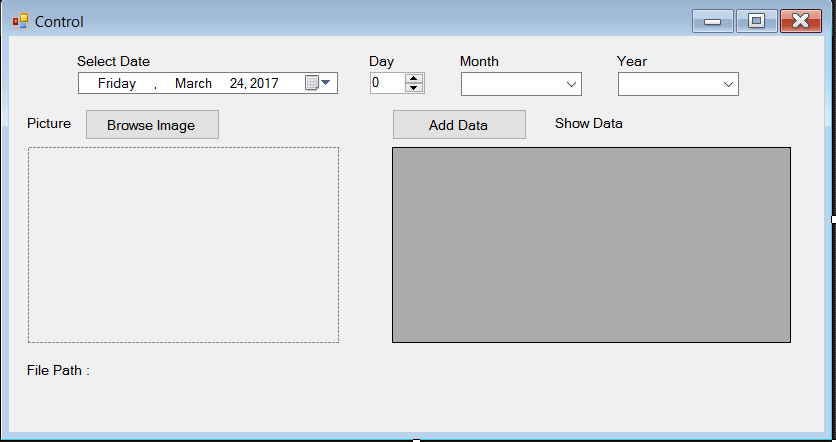 Control
Select Date Day Month Year
Friday , March 24, 2017 0
Picture Browse Image Add Data Show Data
File Path :